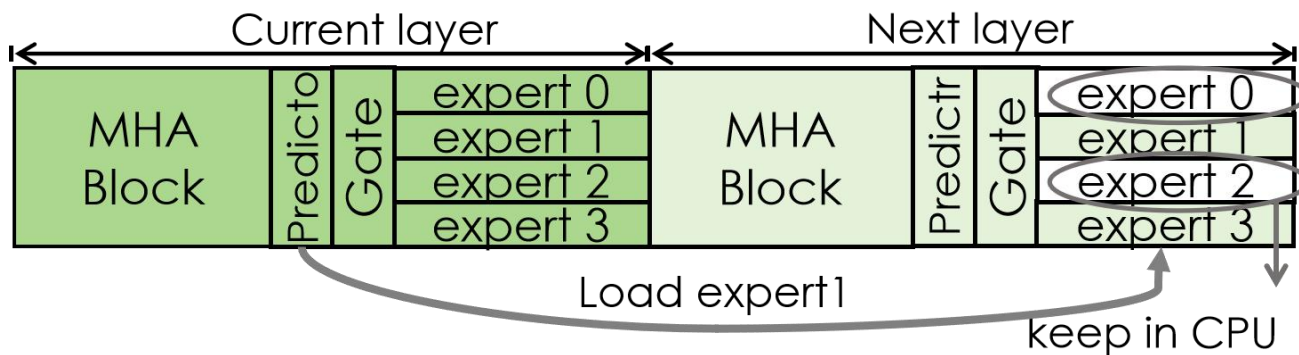 Current layer
Next layer
MHA
Block
Predicto
Gate
expert 0
expert 1
expert 2
expert 3
MHA
Block
Predictr
Gate
expert 0
expert 1
expert 2
expert 3
Load expert1
keep in CPU